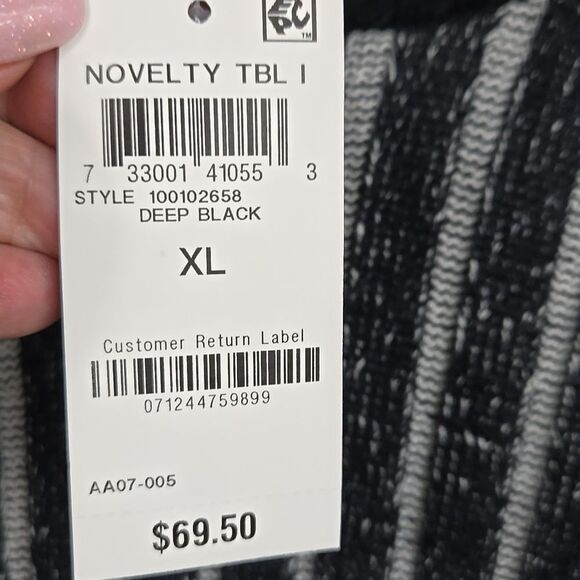 EPC
TM
NOVELTY TBL I
7 33001 41055 3
STYLE 100102658
DEEP BLACK
XL
Customer Return Label
071244759899
AA07-005
$69.50